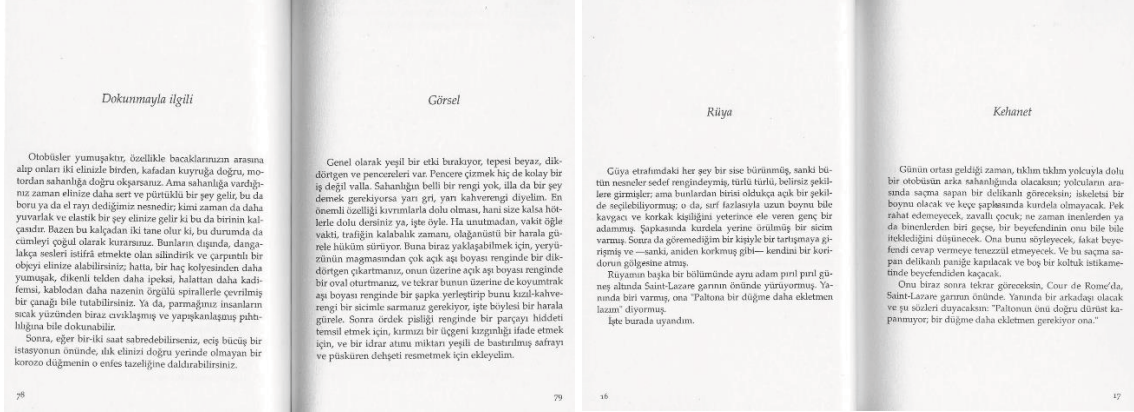 Dokunmayla ilgili
Otobüsler yumuşaktır, özellikle bacaklarınızın arasına
alıp onları iki elinizle birden, kafadan kuyruğa doğru, mo-
tordan sahanlığa doğru okşarsanız. Ama sahanlığa vardığı-
nız zaman elinize daha sert ve pürtüklü bir şey gelir, bu da
boru ya da el rayı dediğimiz nesnedir; kimi zaman da daha
yuvarlak ve elastik bir şey elinize gelir ki bu da birinin kal-
çasıdır. Bazen bu kalçadan iki tane olur ki, bu durumda da
cümleyi çoğul olarak kurarsınız. Bunların dışında, danga-
lakça sesleri istifrâ etmekte olan silindirik ve çarpıntılı bir
objeyi elinize alabilirsiniz; hatta, bir haç kolyesinden daha
yumuşak, dikenli telden daha ipeksi, halattan daha kadi-
femsi, kablodan daha nazenin örgülü spirallerle çevrilmiş
bir çanağı bile tutabilirsiniz. Ya da, parmağınız insanların
sıcak yüzünden biraz cıvıklaşmış ve yapışkanlaşmış pıhtı-
lılığına bile dokunabilir.
Sonra, eğer bir-iki saat sabredebilirseniz, eciş bücüş bir
istasyonun önünde, ılık elinizi doğru yerinde olmayan bir
korozo düğmenin o enfes tazeliğine daldırabilirsiniz.
78
Görsel
Genel olarak yeşil bir etki bırakıyor, tepesi beyaz, dik-
dörtgen ve pencereleri var. Pencere çizmek hiç de kolay bir
iş değil valla. Sahanlığın belli bir rengi yok, illa da bir şey
demek gerekiyorsa yarı gri, yarı kahverengi diyelim. En
önemli özelliği kıvrımlarla dolu olması, hani size kalsa höt-
lerle dolu dersiniz ya, işte öyle. Ha unutmadan, vakit öğle
vakti, trafiğin kalabalık zamanı, olağanüstü bir harala gü-
rele hüküm sürüyor. Buna biraz yaklaşabilmek için, yeryü-
zünün magmasından çok açık aşı boyası renginde bir dik-
dörtgen çıkartmanız, onun üzerine açık aşı boyası renginde
bir oval oturtmanız, ve tekrar bunun üzerine de koyumtrak
aşı boyası renginde bir şapka yerleştirip bunu kızıl-kahve-
rengi bir sicimle sarmanız gerekiyor, işte böylesi bir harala
gürele. Sonra ördek pisliği renginde bir parçayı hiddeti
temsil etmek için, kırmızı bir üçgeni kızgınlığı ifade etmek
için, ve bir idrar atımı miktarı yeşili de bastırılmış safrayı
ve püsküren dehşeti resmetmek için ekleyelim.
79
Rüya
Güya etrafımdaki her şey bir sise bürünmüş, sanki bü-
tün nesneler sedef rengindeymiş, türlü türlü, belirsiz şekil-
lere girmişler; ama bunlardan birisi oldukça açık bir şekil-
de seçilebiliyormuş; o da, sırf fazlasıyla uzun boynu bile
kavgacı ve korkak kişiliğini yeterince ele veren genç bir
adammış. Şapkasında kurdela yerine örülmüş bir sicim
varmış. Sonra da göremediğim bir kişiyle bir tartışmaya gi-
rişmiş ve —sanki, aniden korkmuş gibi— kendini bir kori-
dorun gölgesine atmış.
Rüyamın başka bir bölümünde aynı adam pırıl pırıl gü-
neş altında Saint-Lazare garının önünde yürüyormuş. Ya-
nında biri varmış, ona "Paltona bir düğme daha ekletmen
lazım" diyormuş.
İşte burada uyandım.
16
Kehanet
Günün ortası geldiği zaman, tıklım tıklım yolcuyla dolu
bir otobüsün arka sahanlığında olacaksın; yolcuların ara-
sında saçma sapan bir delikanlı göreceksin; iskeletsi bir
boynu olacak ve keçe şapkasında kurdela olmayacak. Pek
rahat edemeyecek, zavallı çocuk; ne zaman inenlerden ya
da binenlerden biri geçse, bir beyefendinin onu bile bile
iteklediğini düşünecek. Ona bunu söyleyecek, fakat beye-
fendi cevap vermeye tenezzül etmeyecek. Ve bu saçma sa-
pan delikanlı paniğe kapılacak ve boş bir koltuk istikame-
tinde beyefendiden kaçacak.
Onu biraz sonra tekrar göreceksin, Cour de Rome'da,
Saint-Lazare garının önünde. Yanında bir arkadaşı olacak
ve şu sözleri duyacaksın: "Paltonun önü doğru dürüst ka-
panmıyor; bir düğme daha ekletmen gerekiyor ona."
17